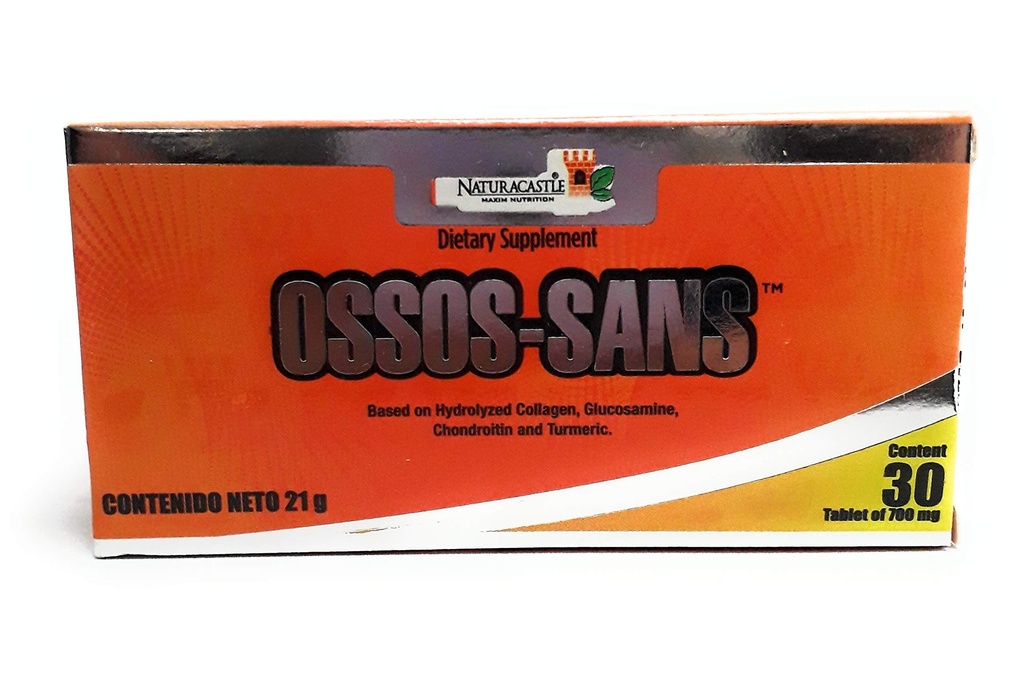 NATURACASTLE®
MAXIM NUTRITION
Dietary Supplement
OSSOS-SANS™
Based on Hydrolyzed Collagen, Glucosamine,
Chondroitin and Turmeric.
CONTENIDO NETO 21 g
Content
30
Tablet of 700 mg